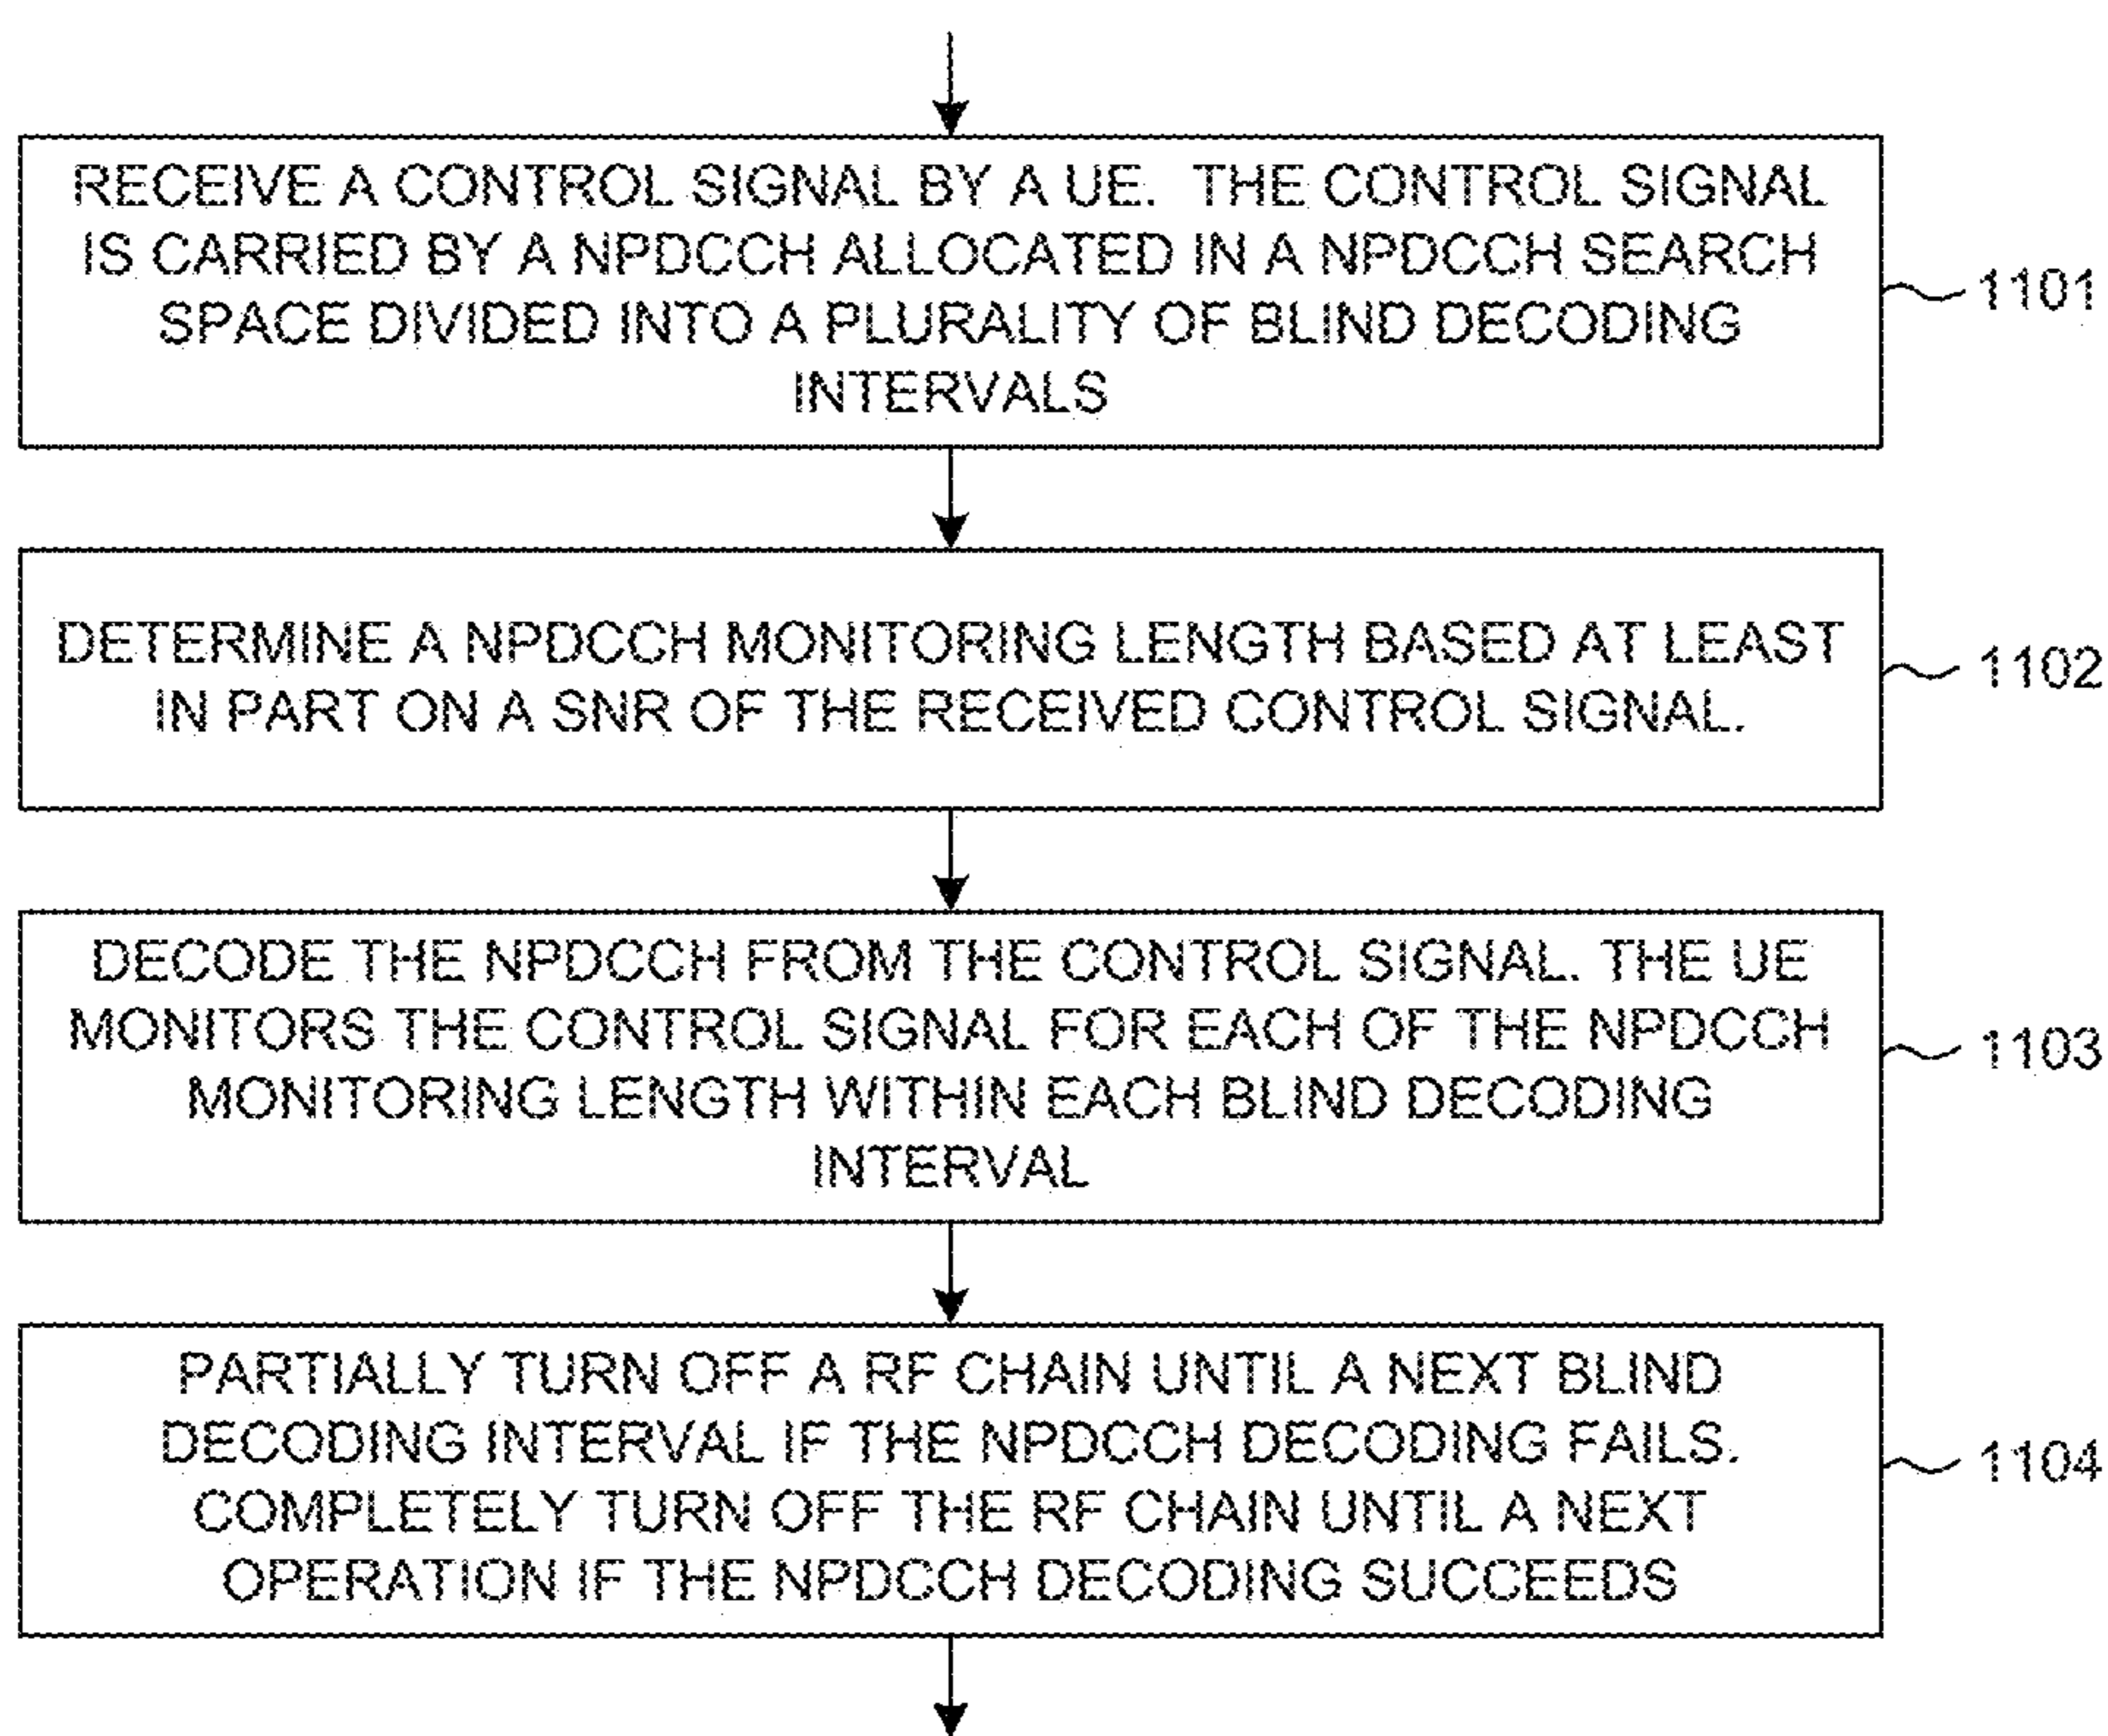 RECEIVE A CONTROL SIGNAL BY A UE. THE CONTROL SIGNAL
IS CARRIED BY A NPDCCH ALLOCATED IN A NPDCCH SEARCH
SPACE DIVIDED INTO A PLURALITY OF BLIND DECODING
INTERVALS
1101
DETERMINE A NPDCCH MONITORING LENGTH BASED AT LEAST
IN PART ON A SNR OF THE RECEIVED CONTROL SIGNAL.
1102
DECODE THE NPDCCH FROM THE CONTROL SIGNAL. THE UE
MONITORS THE CONTROL SIGNAL FOR EACH OF THE NPDCCH
MONITORING LENGTH WITHIN EACH BLIND DECODING
INTERVAL
1103
PARTIALLY TURN OFF A RF CHAIN UNTIL A NEXT BLIND
DECODING INTERVAL IF THE NPDCCH DECODING FAILS.
COMPLETELY TURN OFF THE RF CHAIN UNTIL A NEXT
OPERATION IF THE NPDCCH DECODING SUCCEEDS
1104